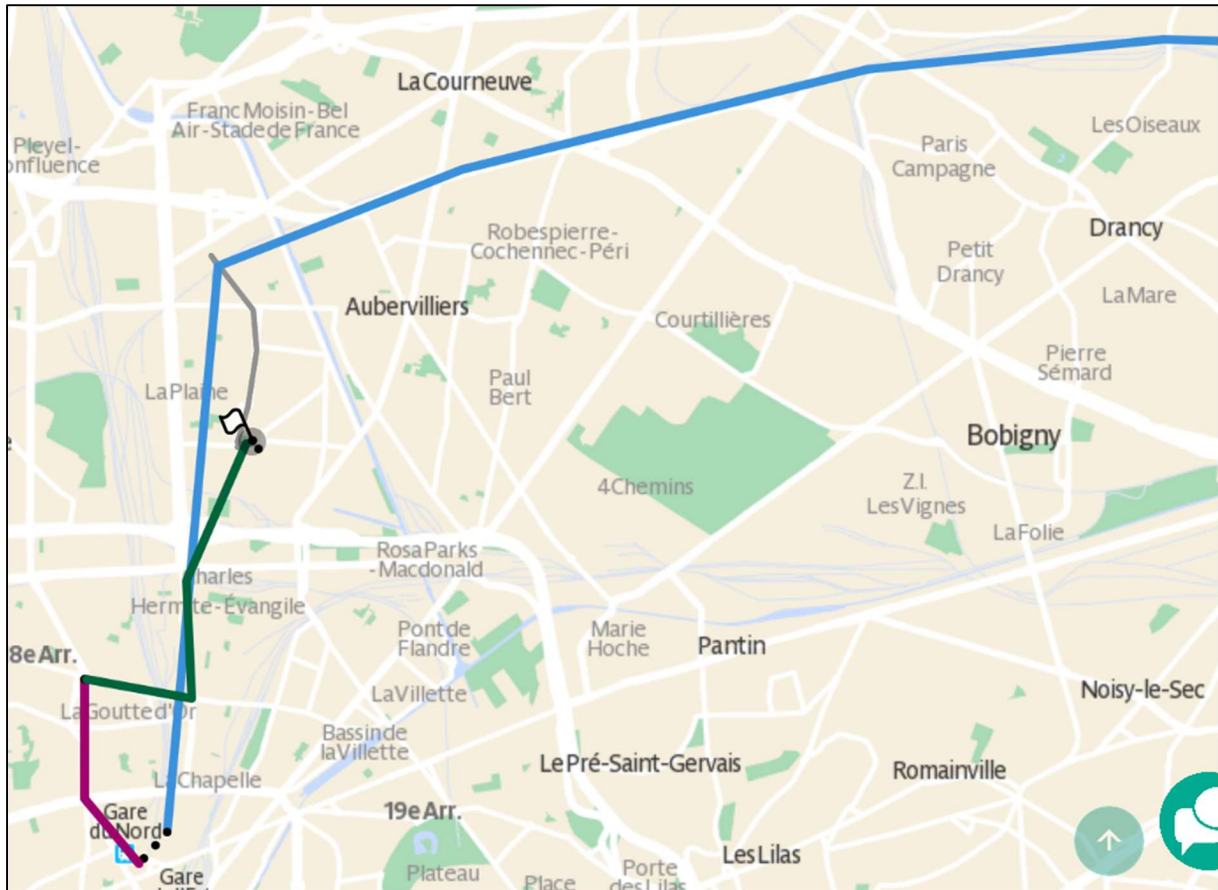 La Courneuve
Franc Moisin-Bel
Air-Stade de France
Les Oiseaux
Pleyel-
onfluence
Paris
Campagne
Robespierre-
Cochennec-Péri
Drancy
Petit
Drancy
La Mare
Aubervilliers
Courtillières
Pierre
Sémard
La Plaine
Paul
Bert
Bobigny
4 Chemins
Z.I.
Les Vignes
La Folie
Rosa Parks
-Macdonald
harles
Hermite-Évangile
Pont de
Flandre
Marie
Hoche
Pantin
8e Arr.
La Villette
Noisy-le-Sec
La Goutte d'Or
Bassin de
la Villette
Le Pré-Saint-Gervais
Romainville
La Chapelle
19e Arr.
Gare
du Nord
Les Lilas
Gare
Plateau
Place
Porte
des Lilas